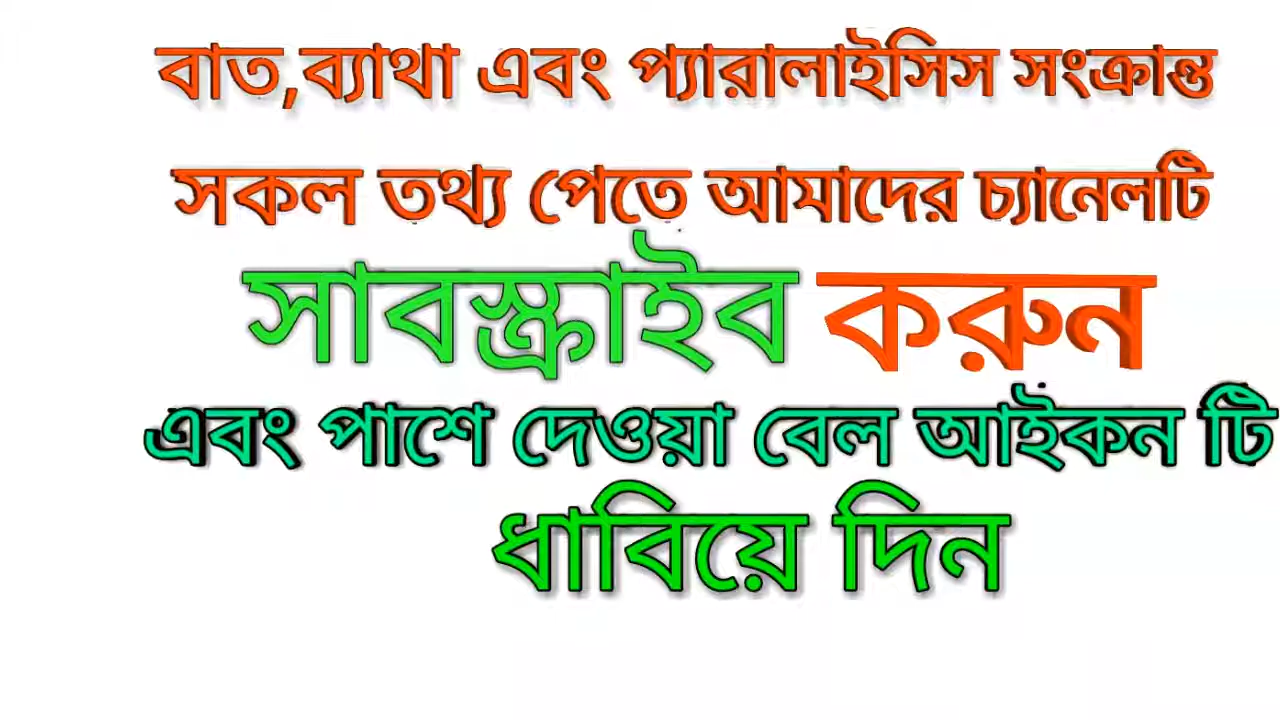 বাত,ব্যাথা এবং প্যারালাইসিস সংক্রান্ত
সকল তথ্য পেতে আমাদের চ্যানেলটি
সাবস্ক্রাইব করুন
এবং পাশে দেওয়া বেল আইকন টি
ধাবিয়ে দিন